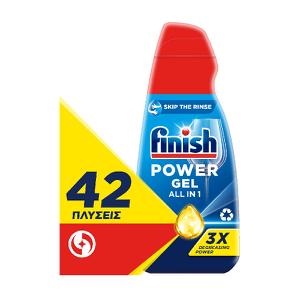 SKIP THE RINSE
finish
POWER
GEL
ALL IN 1
42
ΠΛΥΣΕΙΣ
3X
DEGREASING
POWER